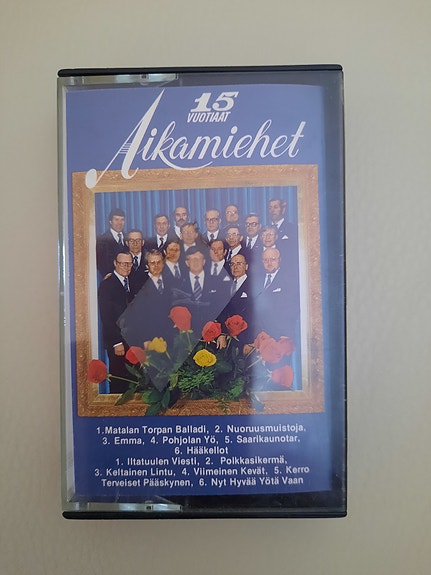 15
VUOTIAAT
Aikamiehet
1.Matalan Torpan Balladi, 2. Nuoruusmuistoja,
3. Emma, 4. Pohjolan Yö, 5. Saarikaunotar,
6. Hääkellot
1. Iltatuulen Viesti, 2. Polkkasikermä,
3. Keltainen Lintu, 4. Viimeinen Kevät, 5. Kerro
Terveiset Pääskynen, 6. Nyt Hyvää Yötä Vaan